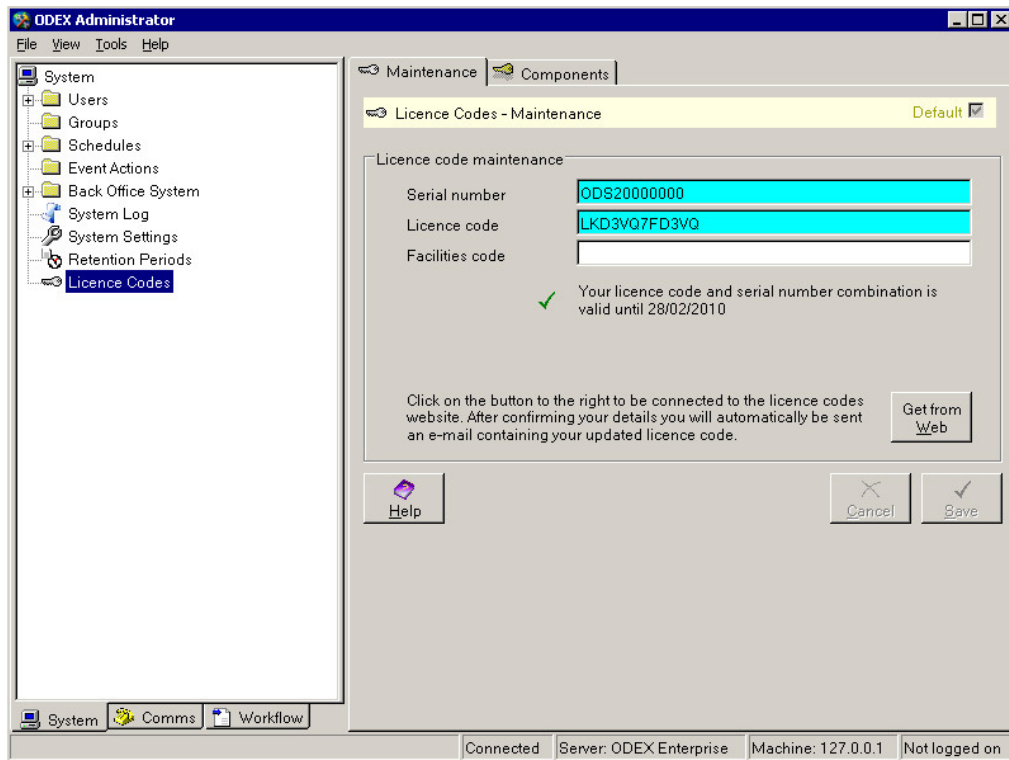 ODEX Administrator
File View Tools Help
System
Users
Groups
Schedules
Event Actions
Back Office System
System Log
System Settings
Retention Periods
Licence Codes
Maintenance Components
Licence Codes - Maintenance Default
Licence code maintenance
Serial number ODS20000000
Licence code LKD3VQ7FD3VQ
Facilities code
Your licence code and serial number combination is
valid until 28/02/2010
Click on the button to the right to be connected to the licence codes
website. After confirming your details you will automatically be sent
an e-mail containing your updated licence code.
Get from
Web
Help Cancel Save
System Comms Workflow
Connected Server: ODEX Enterprise Machine: 127.0.0.1 Not logged on